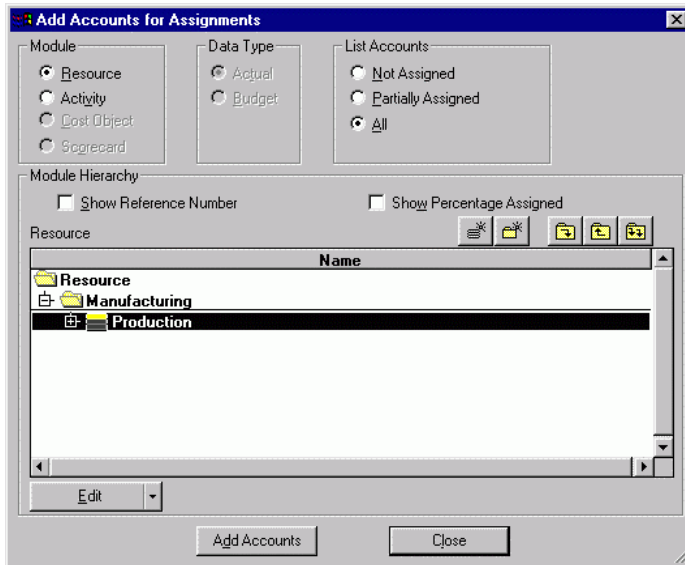 Add Accounts for Assignments
Module
Resource
Activity
Cost Object
Scorecard
Data Type
Actual
Budget
List Accounts
Not Assigned
Partially Assigned
All
Module Hierarchy
Show Reference Number
Show Percentage Assigned
Resource
Name
Resource
Manufacturing
Production
Edit
Add Accounts
Close